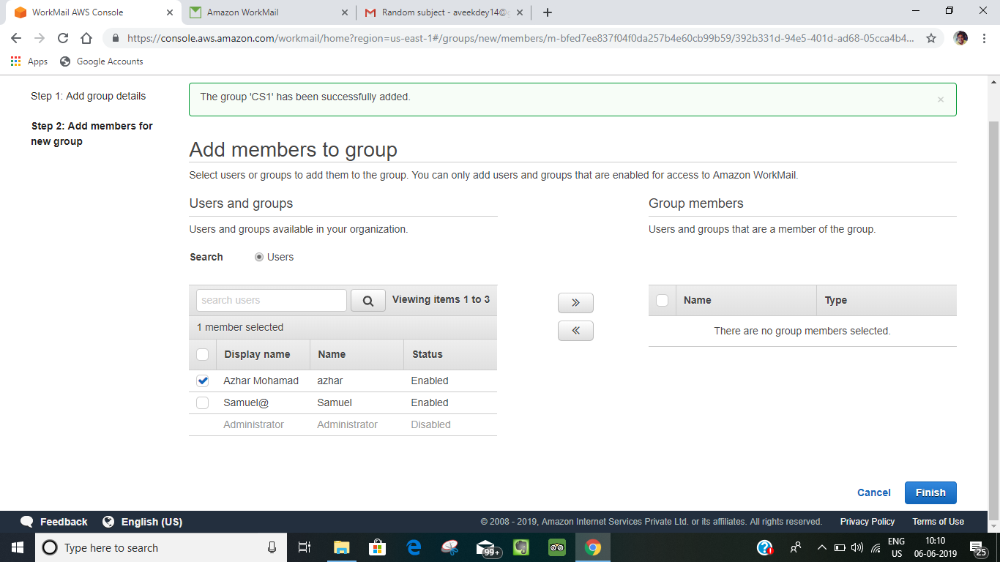 WorkMail AWS Console
Amazon WorkMail
Random subject - aveekdey14@
https://console.aws.amazon.com/workmail/home?region=us-east-1#/groups/new/members/m-bfed7ee837f04f0da257b4e60cb99b59/392b331d-94e5-401d-ad68-05cca4b4...
Apps
Google Accounts
Step 1: Add group details
Step 2: Add members for
new group
The group 'CS1' has been successfully added.
Add members to group
Select users or groups to add them to the group. You can only add users and groups that are enabled for access to Amazon WorkMail.
Users and groups
Group members
Users and groups available in your organization.
Users and groups that are a member of the group.
Search Users
search users
Viewing items 1 to 3
1 member selected
Name Type
There are no group members selected.
Display name Name Status
Azhar Mohamad azhar Enabled
Samuel@ Samuel Enabled
Administrator Administrator Disabled
Cancel Finish
Feedback English (US)
© 2008 - 2019, Amazon Internet Services Private Ltd. or its affiliates. All rights reserved. Privacy Policy Terms of Use
Type here to search
99+
ENG
US
10:10
06-06-2019
25